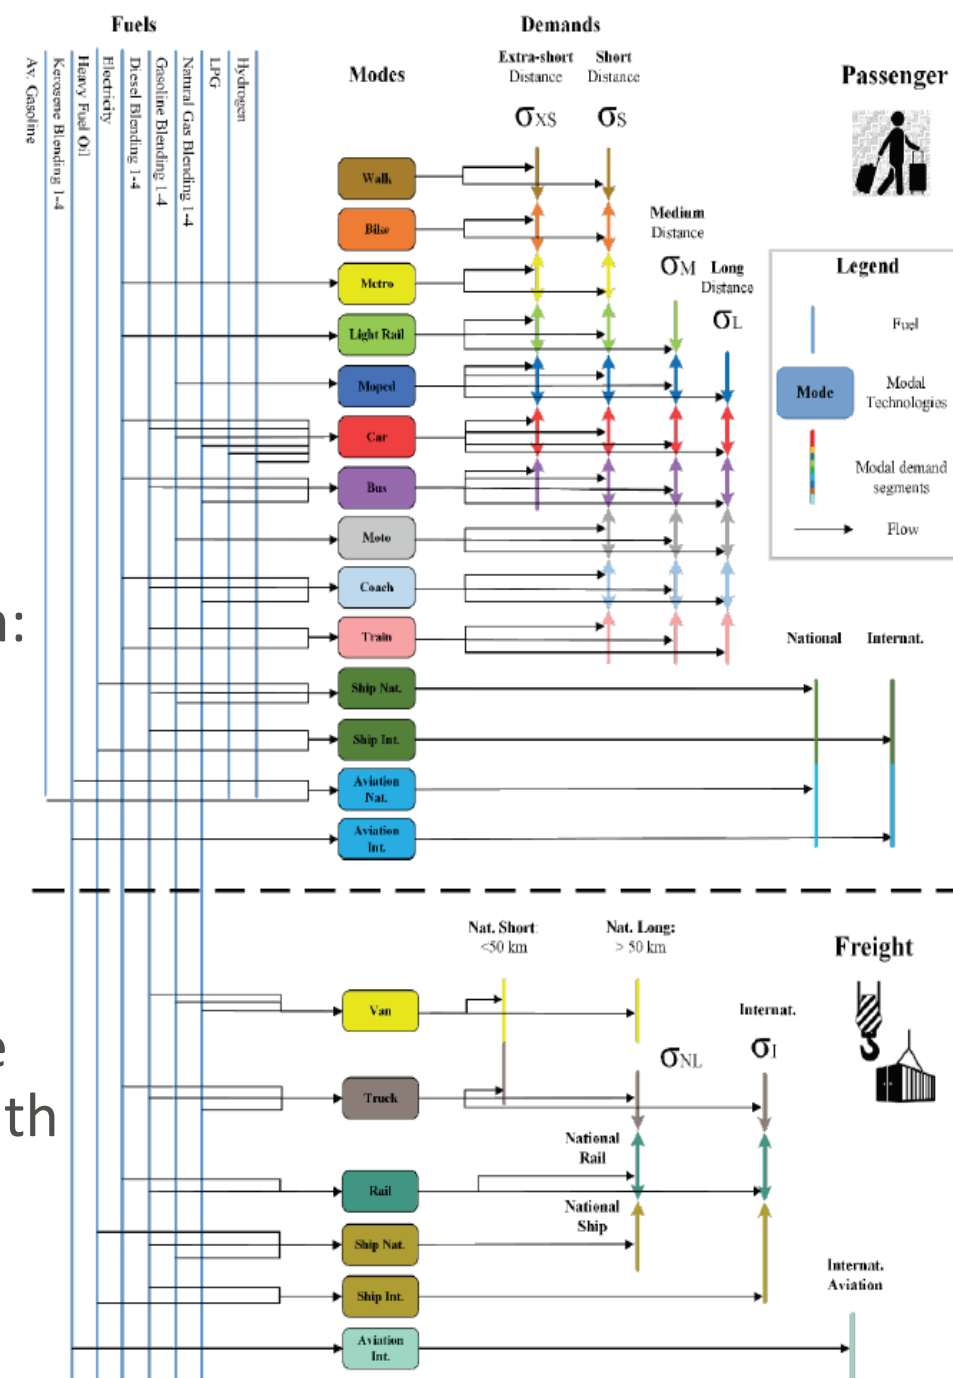 Fuels
Demands
Av. Gasoline
Kerosene Blending 1-4
Heavy Fuel Oil
Electricity
Diesel Blending 1-4
Gasoline Blending 1-4
Natural Gas Blending 1-4
LPG
Hydrogen
Modes
Extra-short
Distance
σXS
Short
Distance
σS
Passenger
Walk
Bike
Medium
Distance
σM
Long
Distance
σL
Metro
Light Rail
Moped
Car
Bus
Moto
Coach
Train
Legend
Fuel
Mode
Modal
Technologies
Modal demand
segments
Flow
n:
National
Internat.
Ship Nat.
Ship Int.
Aviation
Nat.
Aviation
Int.
Nat. Short:
<50 km
Nat. Long:
> 50 km
Freight
Van
Internat.
σNL
σI
e
th
Truck
National
Rail
Rail
National
Ship
Ship Nat.
Ship Int.
Internat.
Aviation
Aviation
Int.